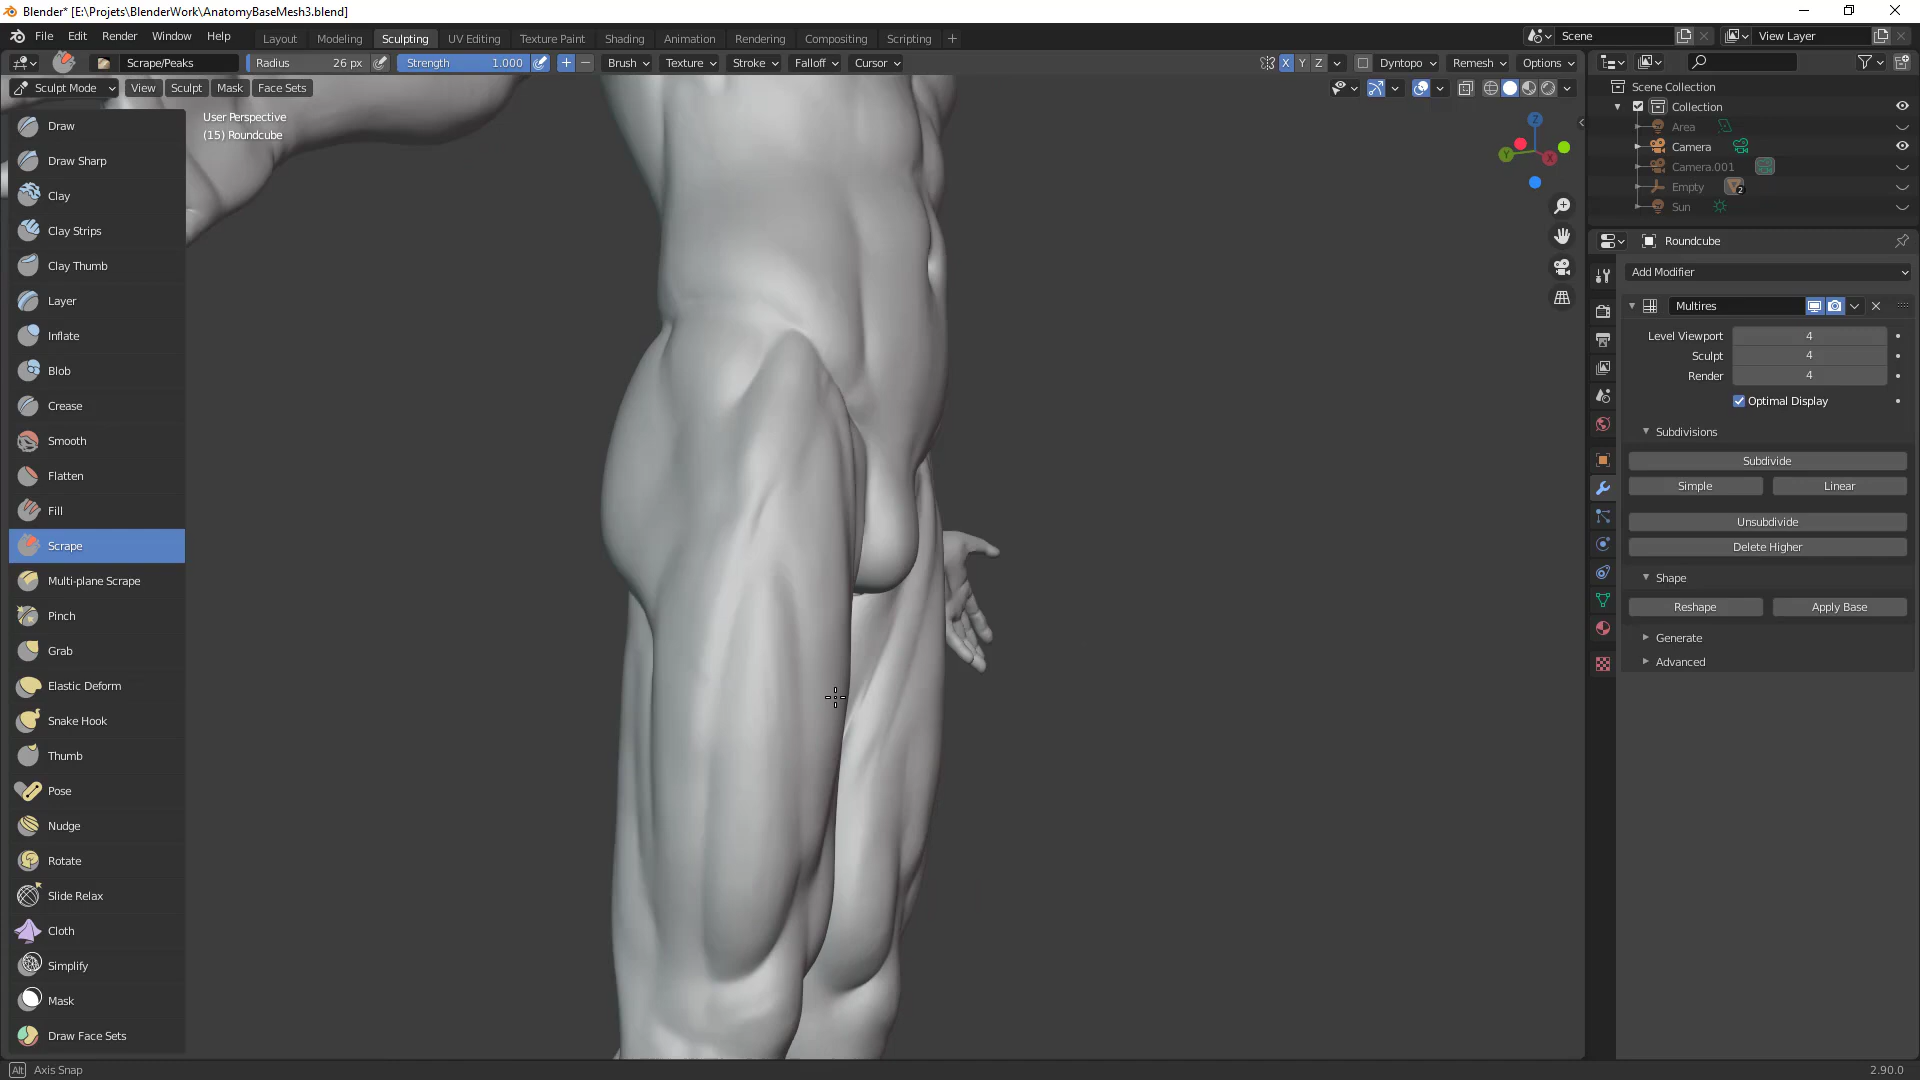 Blender* [E:\Projets\BlenderWork\AnatomyBaseMesh3.blend]
File Edit Render Window Help Layout Modeling Sculpting UV Editing Texture Paint Shading Animation Rendering Compositing Scripting + Scene View Layer
Scrape/Peaks Radius 26 px Strength 1.000 + − Brush Texture Stroke Falloff Cursor X Y Z Dyntopo Remesh Options
Sculpt Mode View Sculpt Mask Face Sets
User Perspective
(15) Roundcube
Z
Y
X
Draw
Draw Sharp
Clay
Clay Strips
Clay Thumb
Layer
Inflate
Blob
Crease
Smooth
Flatten
Fill
Scrape
Multi-plane Scrape
Pinch
Grab
Elastic Deform
Snake Hook
Thumb
Pose
Nudge
Rotate
Slide Relax
Cloth
Simplify
Mask
Draw Face Sets
Scene Collection
Collection
Area
Camera
Camera.001
Empty 2
Sun
Roundcube
Add Modifier
Multires
Level Viewport 4
Sculpt 4
Render 4
Optimal Display
Subdivisions
Subdivide
Simple Linear
Unsubdivide
Delete Higher
Shape
Reshape Apply Base
Generate
Advanced
Alt Axis Snap
2.90.0